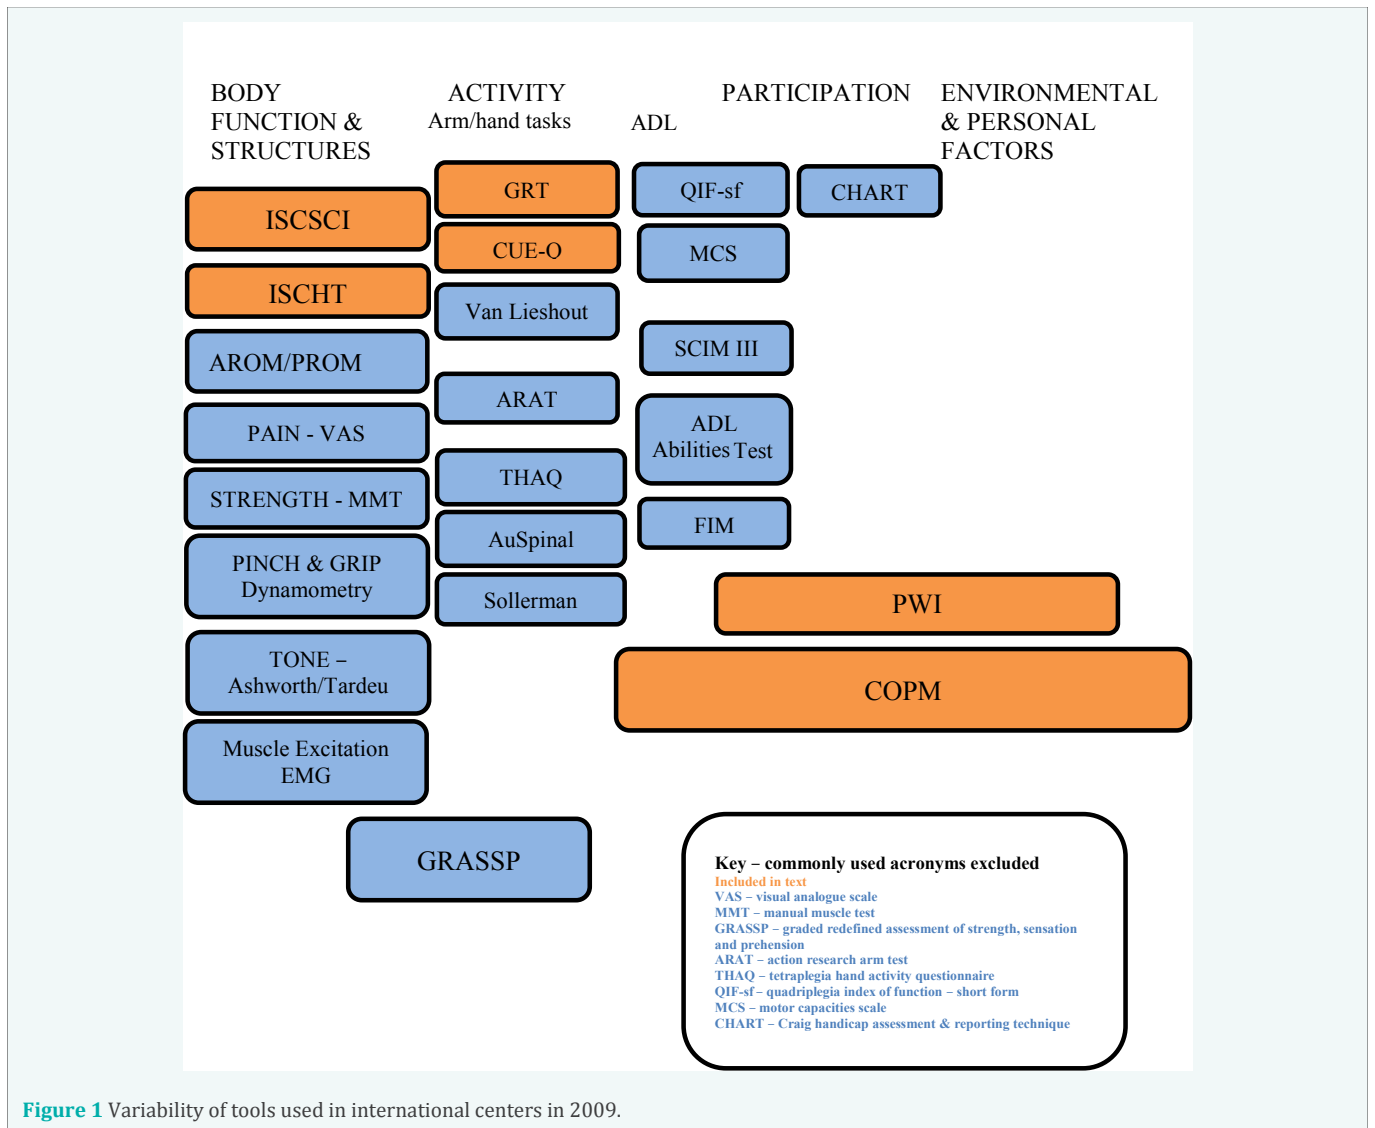 BODY
FUNCTION &
STRUCTURES
ACTIVITY
Arm/hand tasks
ADL
PARTICIPATION
ENVIRONMENTAL
& PERSONAL
FACTORS
ISCSCI
ISCHT
AROM/PROM
PAIN - VAS
STRENGTH - MMT
PINCH & GRIP
Dynamometry
TONE –
Ashworth/Tardeu
Muscle Excitation
EMG
GRASSP
GRT
CUE-Q
Van Lieshout
ARAT
THAQ
AuSpinal
Sollerman
QIF-sf
MCS
SCIM III
ADL
Abilities Test
FIM
CHART
PWI
COPM
Key – commonly used acronyms excluded
Included in text
VAS – visual analogue scale
MMT – manual muscle test
GRASSP – graded redefined assessment of strength, sensation
and prehension
ARAT – action research arm test
THAQ – tetraplegia hand activity questionnaire
QIF-sf – quadriplegia index of function – short form
MCS – motor capacities scale
CHART – Craig handicap assessment & reporting technique
Figure 1 Variability of tools used in international centers in 2009.